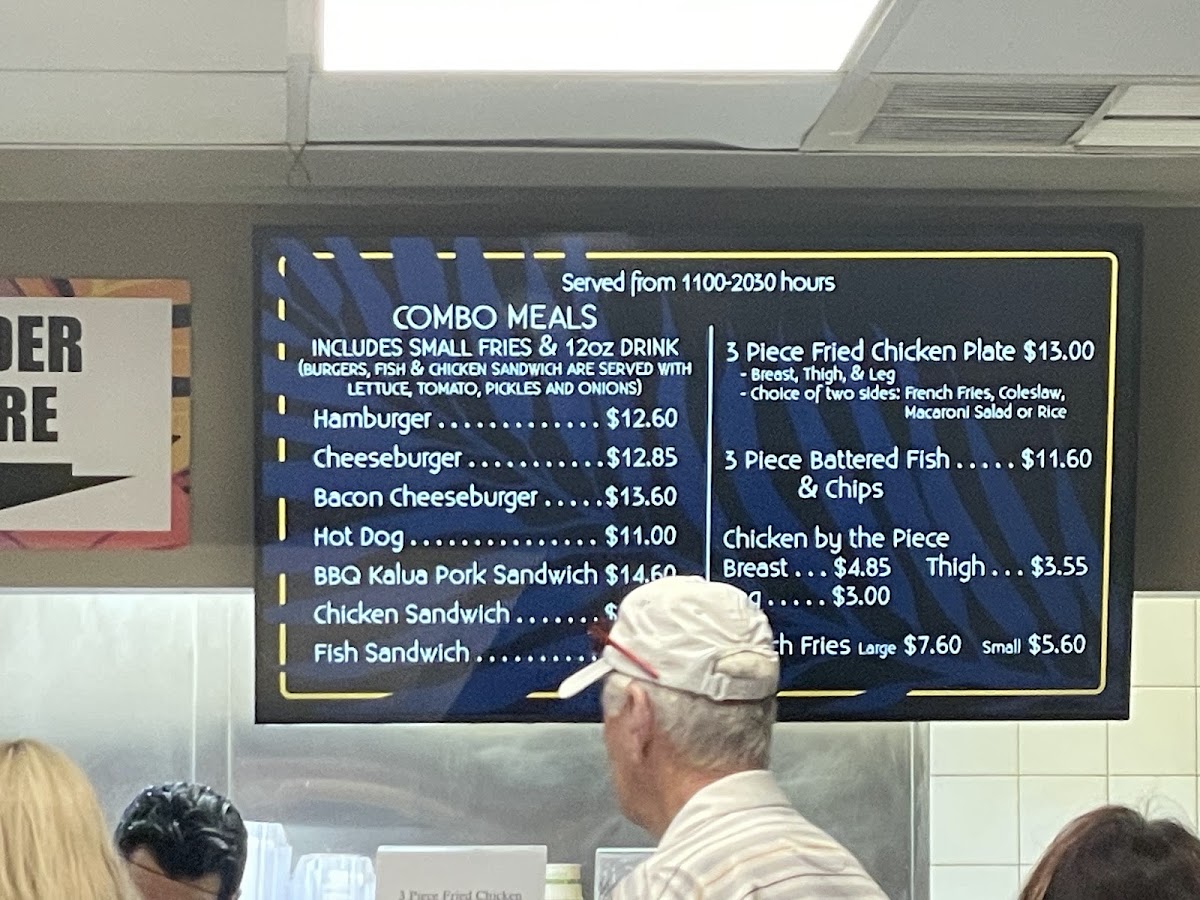 DER
RE
Served from 1100-2030 hours
COMBO MEALS
INCLUDES SMALL FRIES & 12oz DRINK
(BURGERS, FISH & CHICKEN SANDWICH ARE SERVED WITH
LETTUCE, TOMATO, PICKLES AND ONIONS)
Hamburger ............. $12.60
Cheeseburger ...........$12.85
Bacon Cheeseburger .....$13.60
Hot Dog............... $11.00
BBQ Kalua Pork Sandwich $14.60
Chicken Sandwich ....... $
Fish Sandwich ..........
3 Piece Fried Chicken Plate $13.00
- Breast, Thigh, & Leg
- Choice of two sides: French Fries, Coleslaw,
Macaroni Salad or Rice
3 Piece Battered Fish ..... $11.60
& Chips
Chicken by the Piece
Breast ... $4.85 Thigh ... $3.55
g ..... $3.00
ch Fries Large $7.60 Small $5.60
3 Piece Fried Chicken